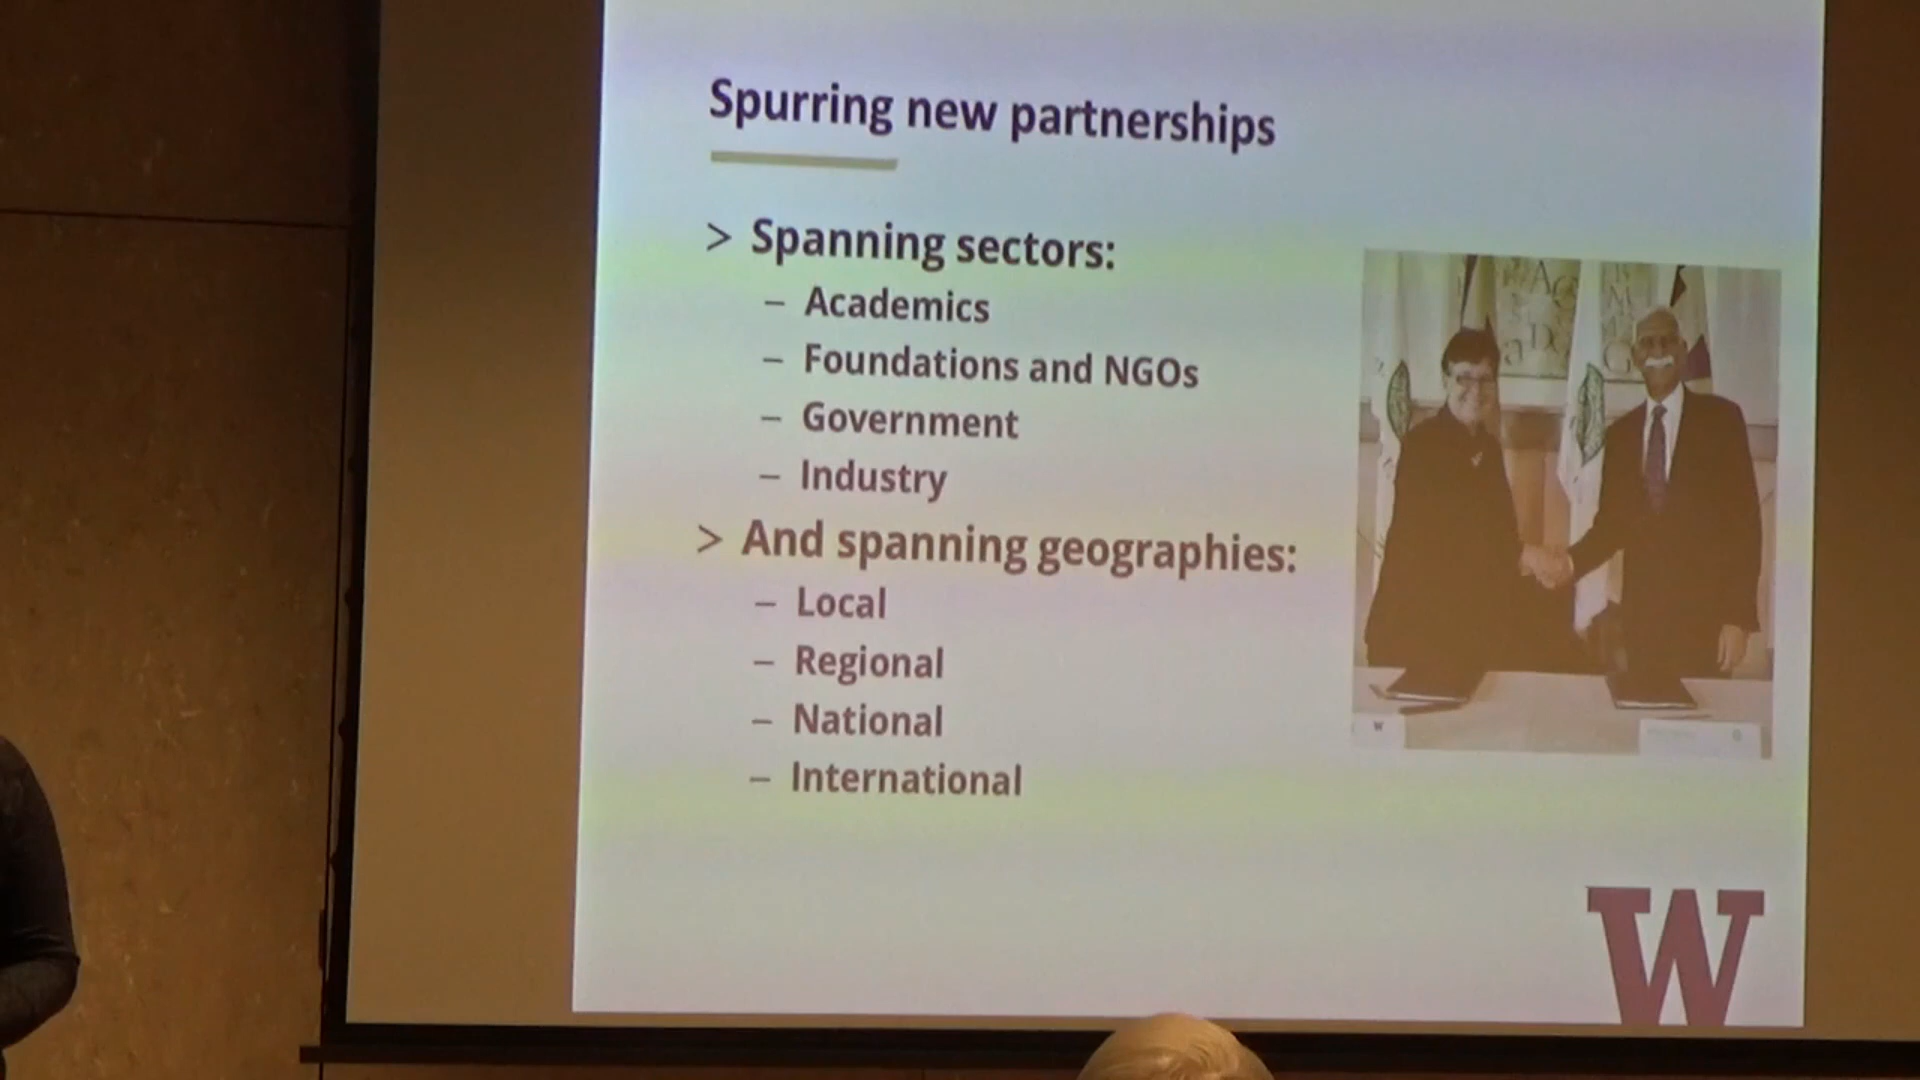 Spurring new partnerships
> Spanning sectors:
– Academics
– Foundations and NGOs
– Government
– Industry
> And spanning geographies:
– Local
– Regional
– National
– International
W
W